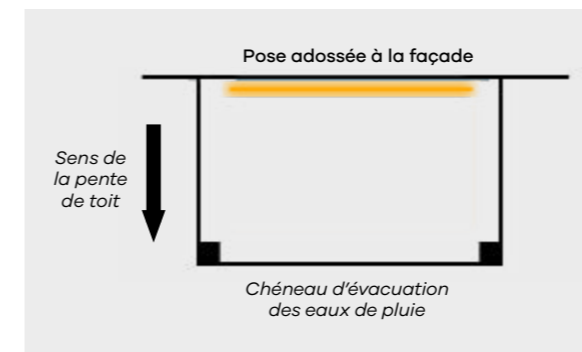 Pose adossée à la façade
Sens de
la pente
de toit
Chéneau d'évacuation
des eaux de pluie